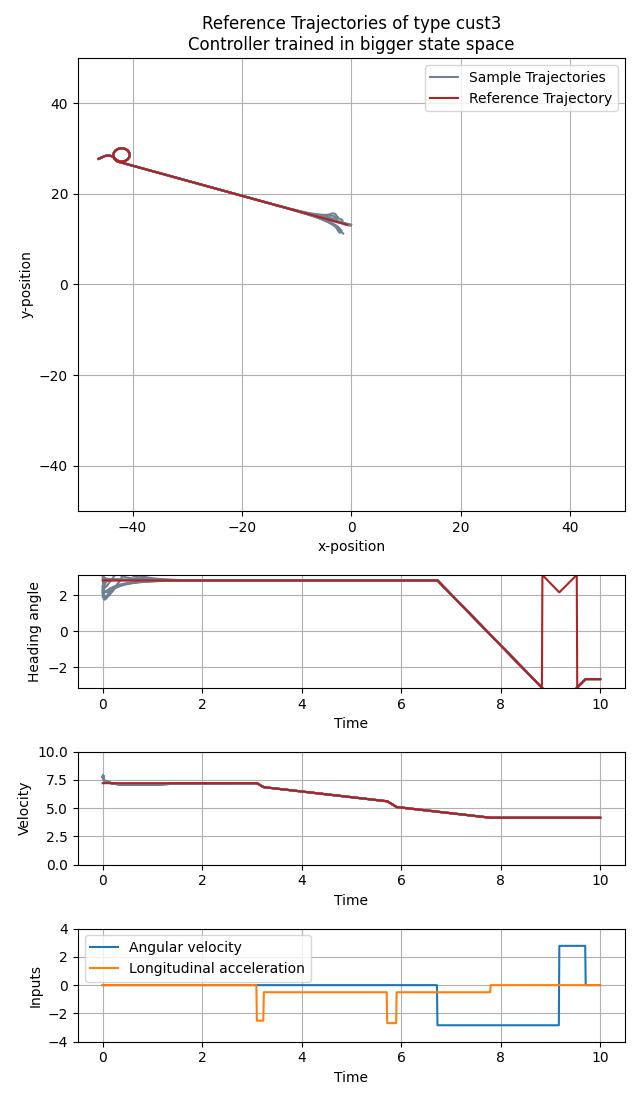 Reference Trajectories of type cust3
Controller trained in bigger state space
Sample Trajectories
Reference Trajectory
y-position
40
20
0
−20
−40
−40 −20 0 20 40
x-position
Heading angle
2
0
−2
0 2 4 6 8 10
Time
Velocity
10.0
7.5
5.0
2.5
0.0
0 2 4 6 8 10
Time
Inputs
4
2
0
−2
−4
Angular velocity
Longitudinal acceleration
0 2 4 6 8 10
Time